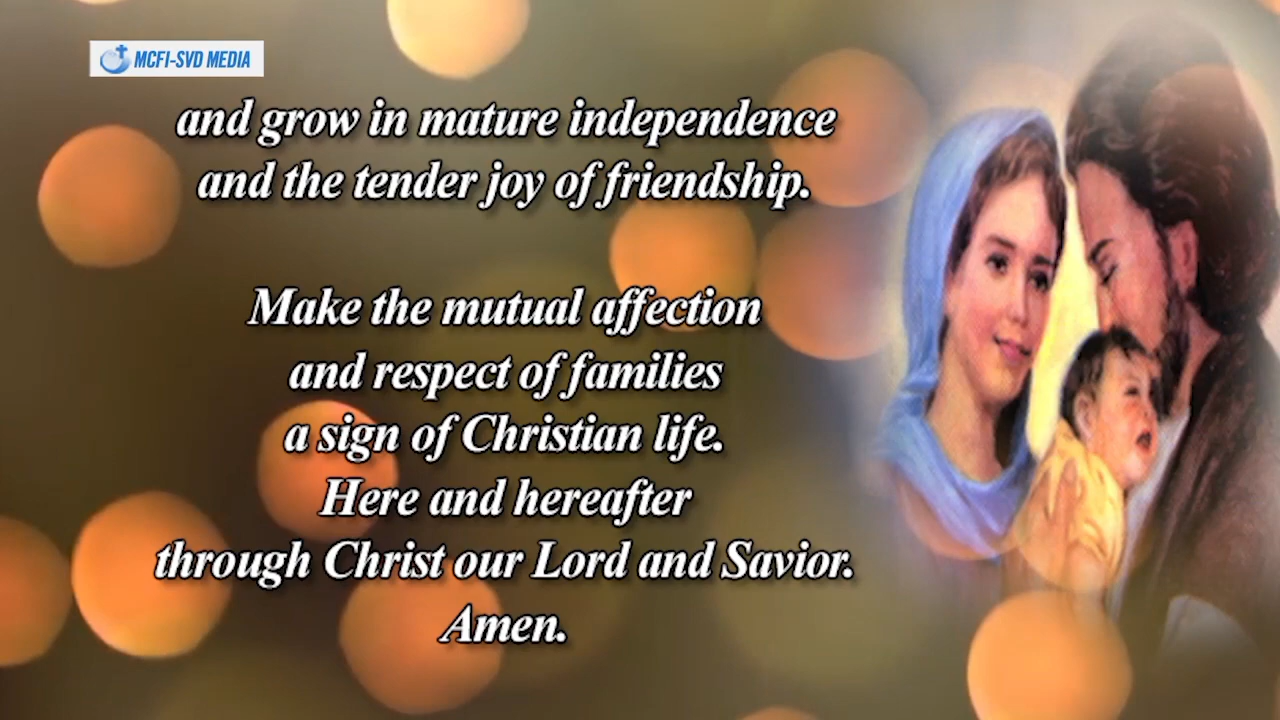 MCFI-SVD MEDIA
and grow in mature independence
and the tender joy of friendship.
Make the mutual affection
and respect of families
a sign of Christian life.
Here and hereafter
through Christ our Lord and Savior.
Amen.